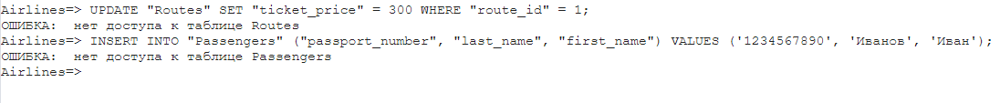 Airlines=> UPDATE "Routes" SET "ticket_price" = 300 WHERE "route_id" = 1;
ОШИБКА:  нет доступа к таблице Routes
Airlines=> INSERT INTO "Passengers" ("passport_number", "last_name", "first_name") VALUES ('1234567890', 'Иванов', 'Иван');
ОШИБКА:  нет доступа к таблице Passengers
Airlines=>